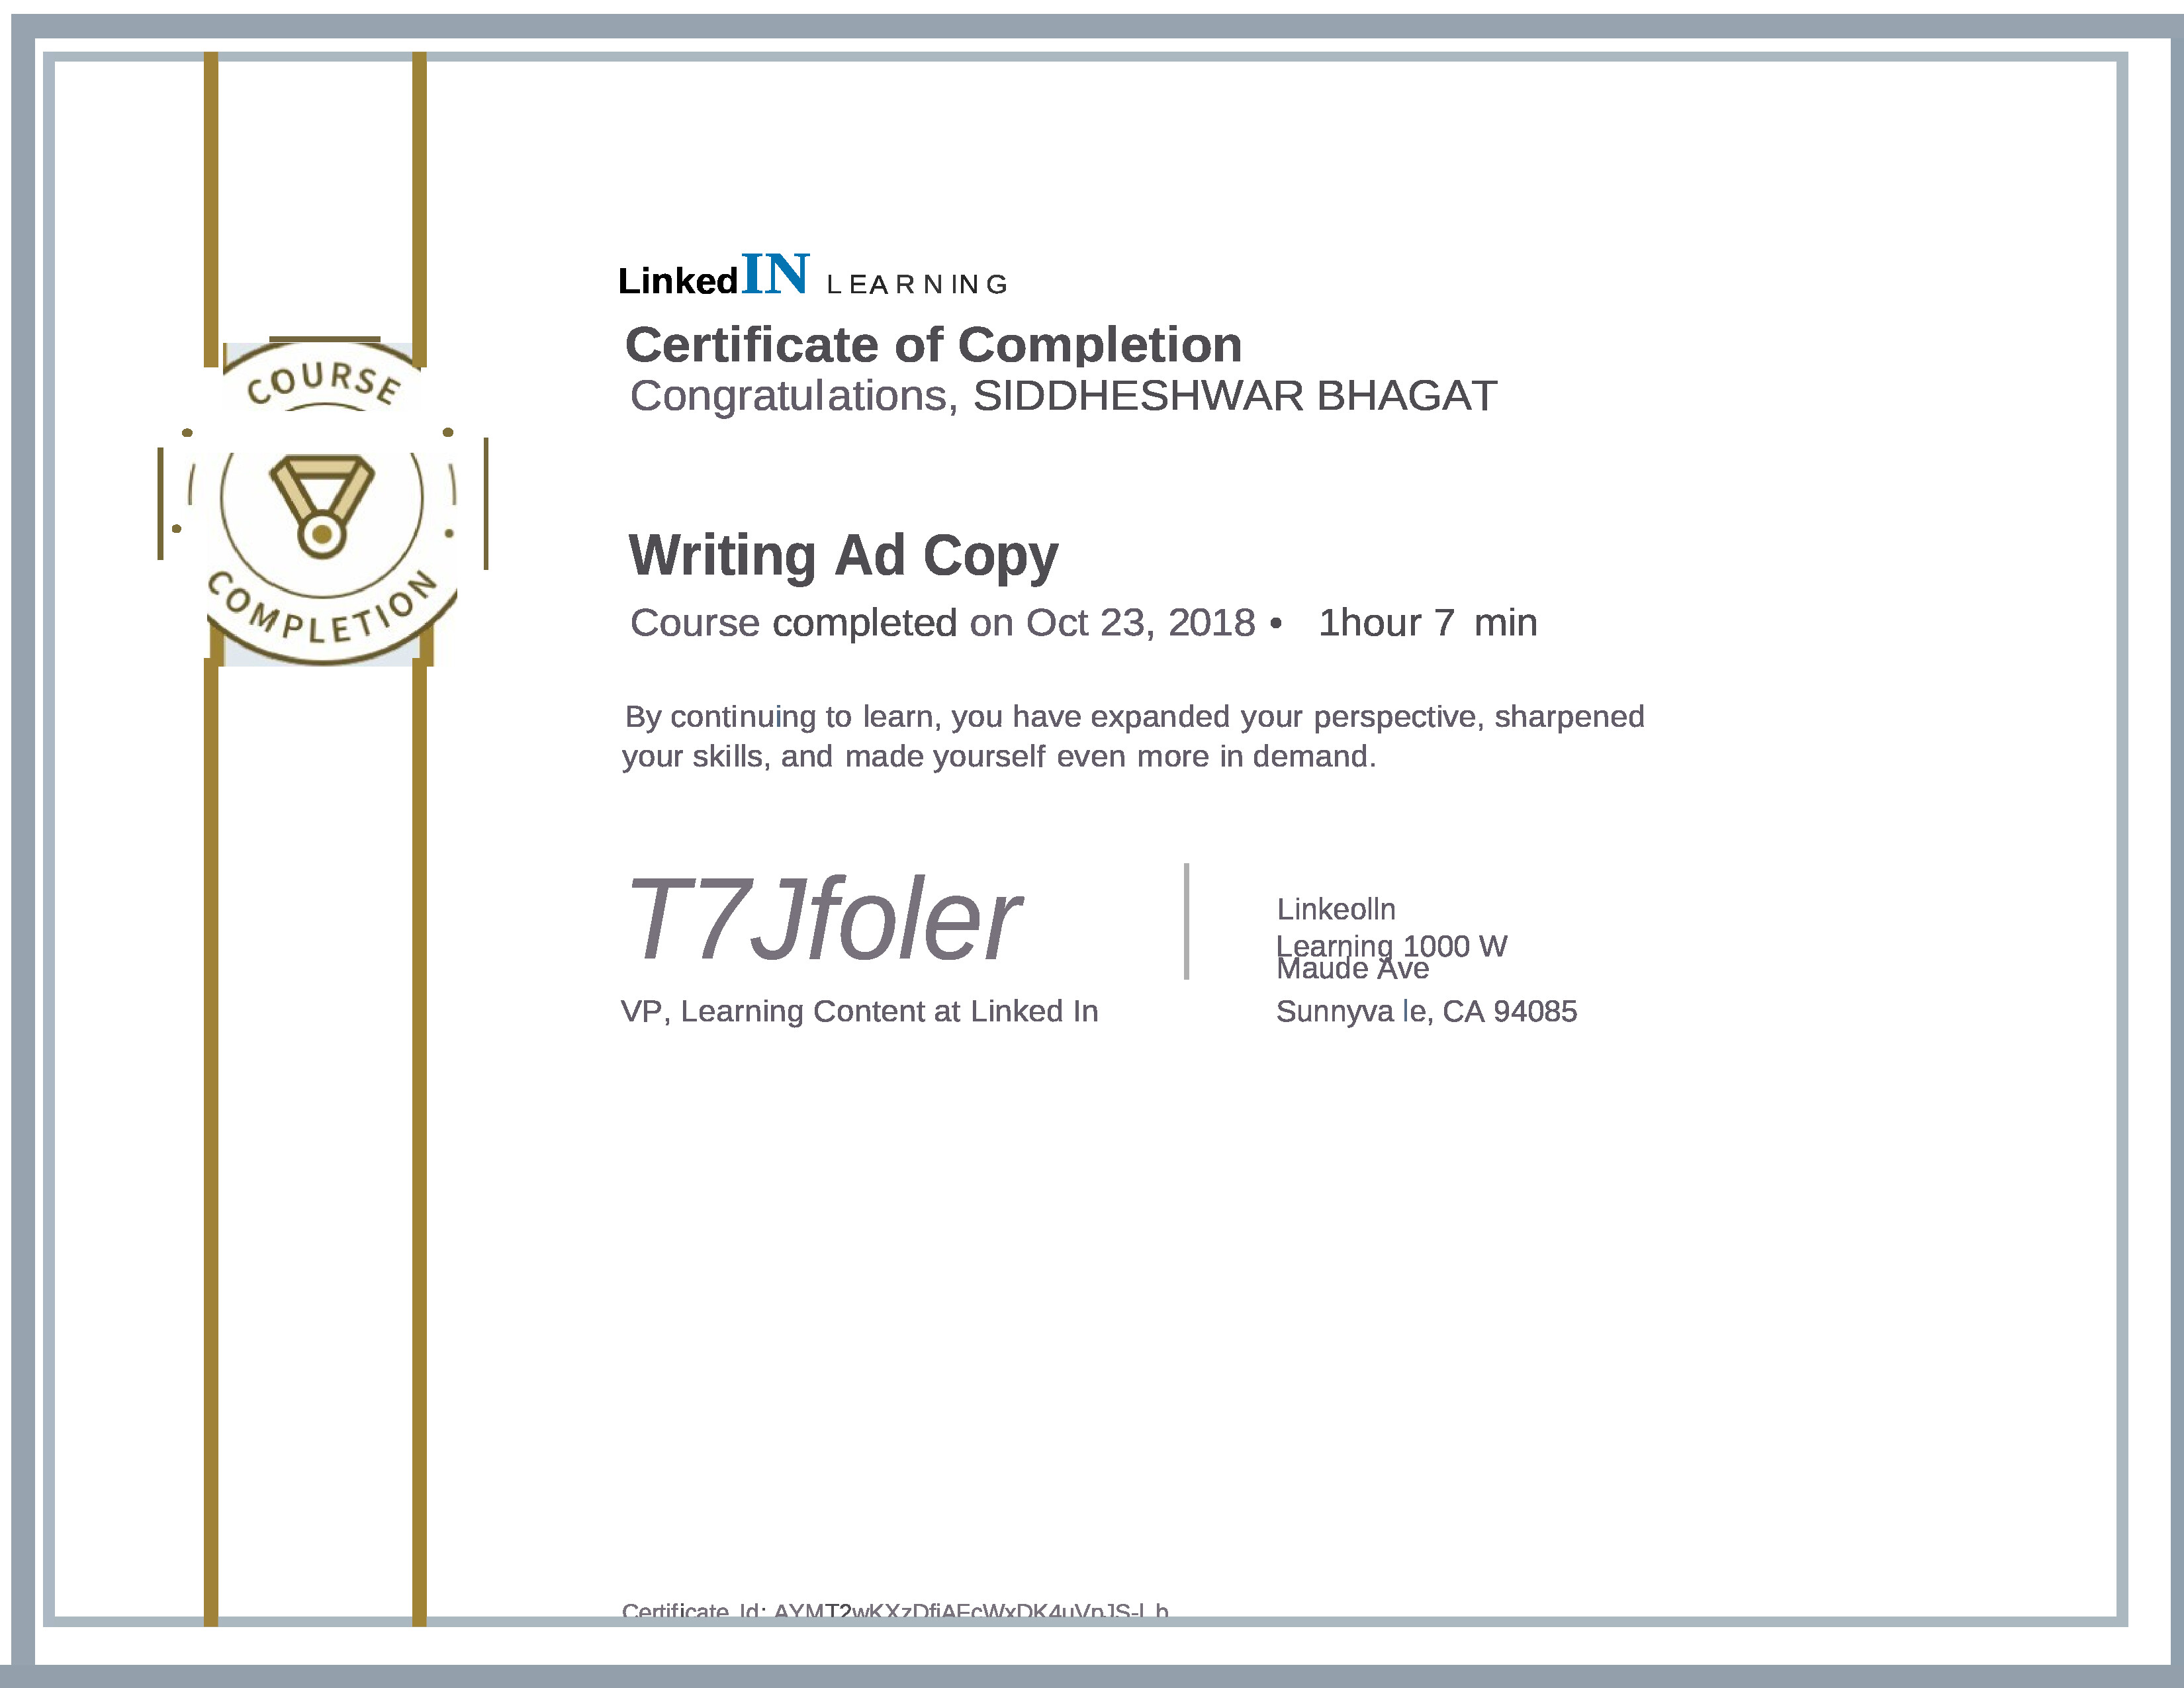 COURSE
COMPLETION
LinkedIN LEARNING
Certificate of Completion
Congratulations, SIDDHESHWAR BHAGAT
Writing Ad Copy
Course completed on Oct 23, 2018 • 1hour 7 min
By continuing to learn, you have expanded your perspective, sharpened
your skills, and made yourself even more in demand.
T7Jfoler
VP, Learning Content at Linked In
Linkeolln
Learning 1000 W
Maude Ave
Sunnyva le, CA 94085
Certificate Id: